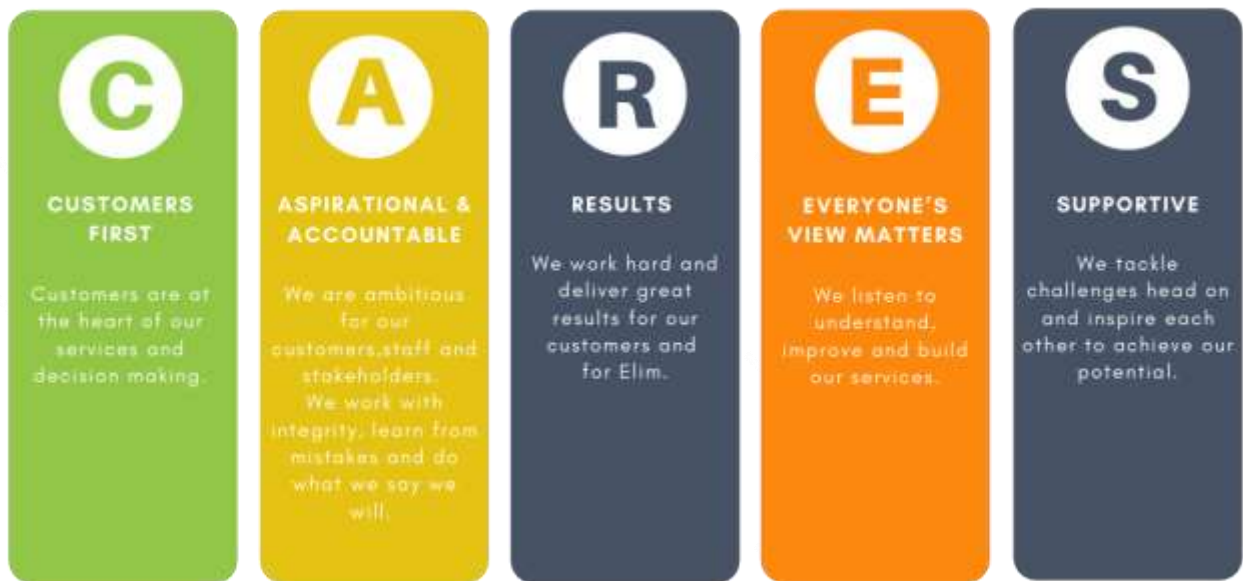 C
CUSTOMERS
FIRST
Customers are at
the heart of our
services and
decision making.
A
ASPIRATIONAL &
ACCOUNTABLE
We are ambitious
for our
customers,staff and
stakeholders.
We work with
integrity, learn from
mistakes and do
what we say we
will.
R
RESULTS
We work hard and
deliver great
results for our
customers and
for Elim.
E
EVERYONE'S
VIEW MATTERS
We listen to
understand,
improve and build
our services.
S
SUPPORTIVE
We tackle
challenges head on
and inspire each
other to achieve our
potential.